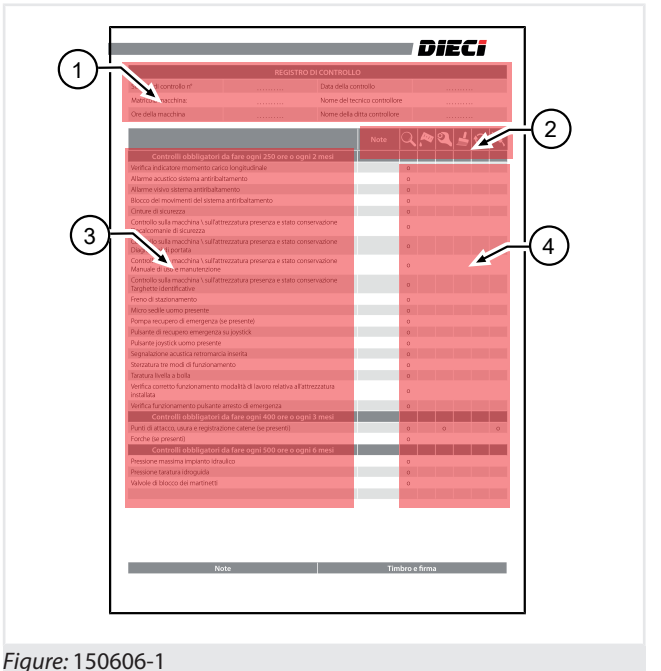 DIECI
1
REGISTRO DI CONTROLLO
di controllo n° ......... Data della controllo .........
Matricola macchina ......... Nome del tecnico controllore .........
Ore della macchina ......... Nome della ditta controllore .........
2
Note
Controlli obbligatori da fare ogni 250 ore o ogni 2 mesi
Verifica indicatore momento carico longitudinale o
Allarme acustico sistema antiribaltamento o
Allarme visivo sistema antiribaltamento o
Blocco dei movimenti del sistema antiribaltamento o
Cinture di sicurezza o
Controllo sulla macchina \ sull'attrezzatura presenza e stato conservazione
Decalcomanie di sicurezza o
3
4
Controllo sulla macchina \ sull'attrezzatura presenza e stato conservazione
di portata o
Controllo sulla macchina \ sull'attrezzatura presenza e stato conservazione
Manuale di uso e manutenzione o
Controllo sulla macchina \ sull'attrezzatura presenza e stato conservazione
Targhette identificative o
Freno di stazionamento o
Micro sedile uomo presente o
Pompa recupero di emergenza (se presente) o
Pulsante di recupero emergenza su joystick o
Pulsante joystick uomo presente o
Segnalazione acustica retromarcia inserita o
Sterzatura tre modi di funzionamento o
Taratura livella a bolla o
Verifica corretto funzionamento modalità di lavoro relativa all'attrezzatura
installata o
Verifica funzionamento pulsante arresto di emergenza o
Controlli obbligatori da fare ogni 400 ore o ogni 3 mesi
Punti di attacco, usura e registrazione catene (se presenti) o o o
Forche (se presenti) o
Controlli obbligatori da fare ogni 500 ore o ogni 6 mesi
Pressione massima impianto idraulico o
Pressione taratura idroguida o
Valvole di blocco dei martinetti o
Note Timbro e firma
Figure: 150606-1